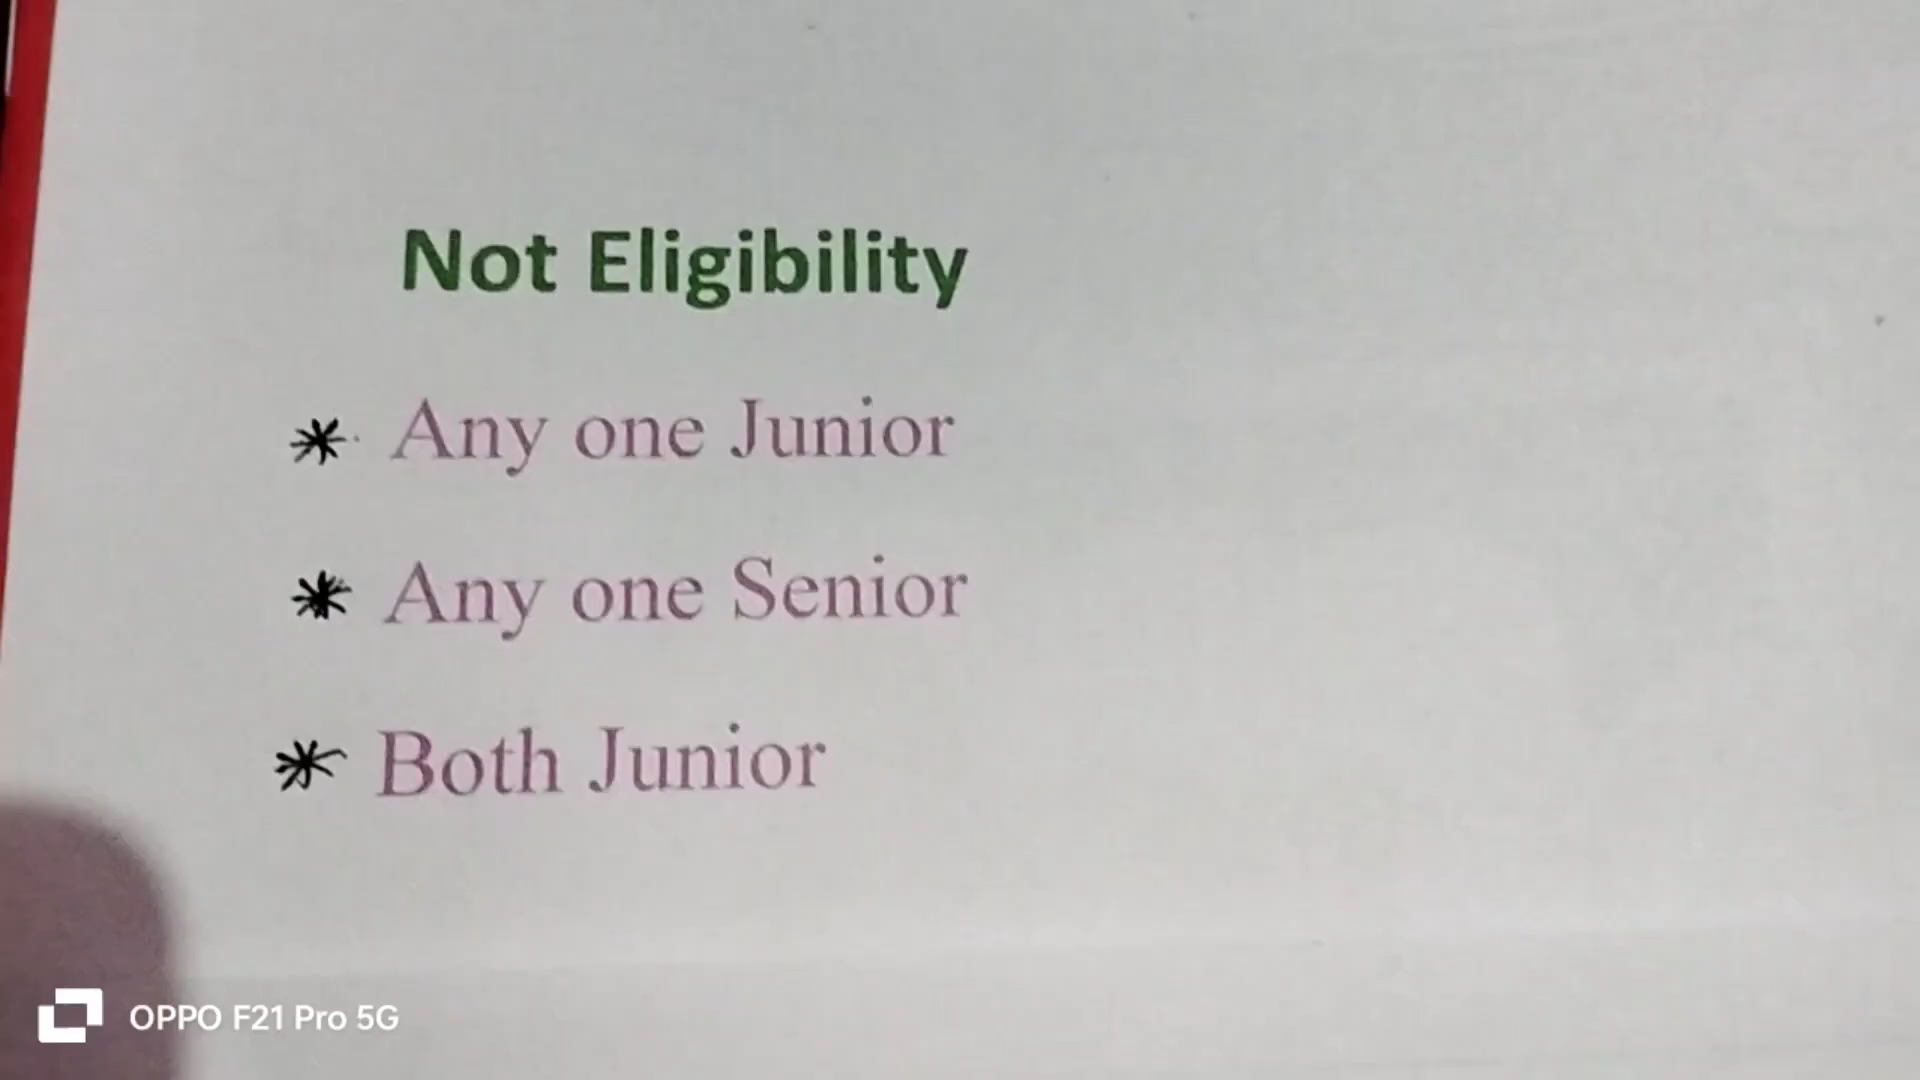 Not Eligibility
* Any one Junior
* Any one Senior
* Both Junior
OPPO F21 Pro 5G